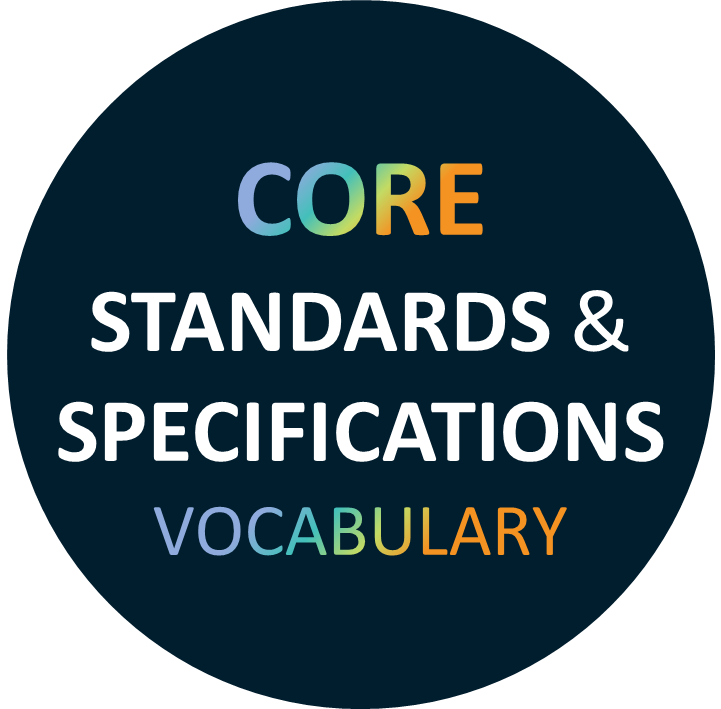 CORE
STANDARDS &
SPECIFICATIONS
VOCABULARY